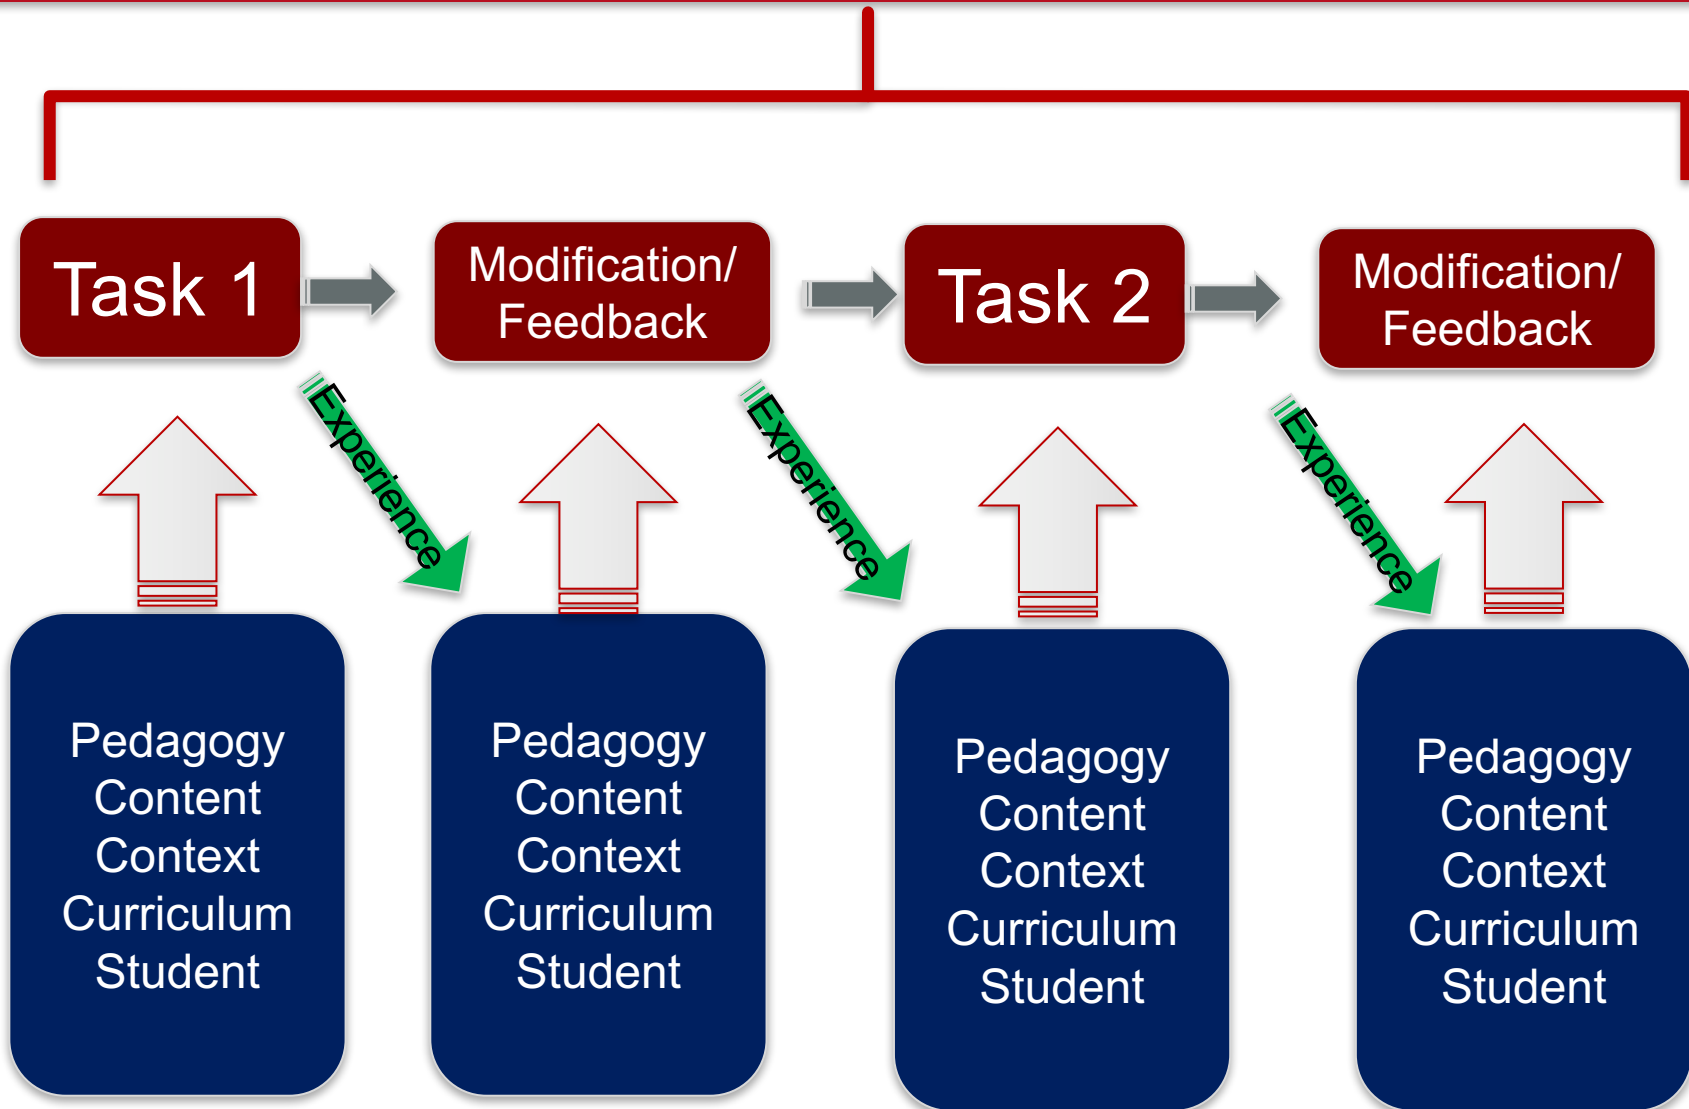 Task 1
Modification/
Feedback
Task 2
Modification/
Feedback
Experience
Experience
Experience
Pedagogy
Content
Context
Curriculum
Student
Pedagogy
Content
Context
Curriculum
Student
Pedagogy
Content
Context
Curriculum
Student
Pedagogy
Content
Context
Curriculum
Student